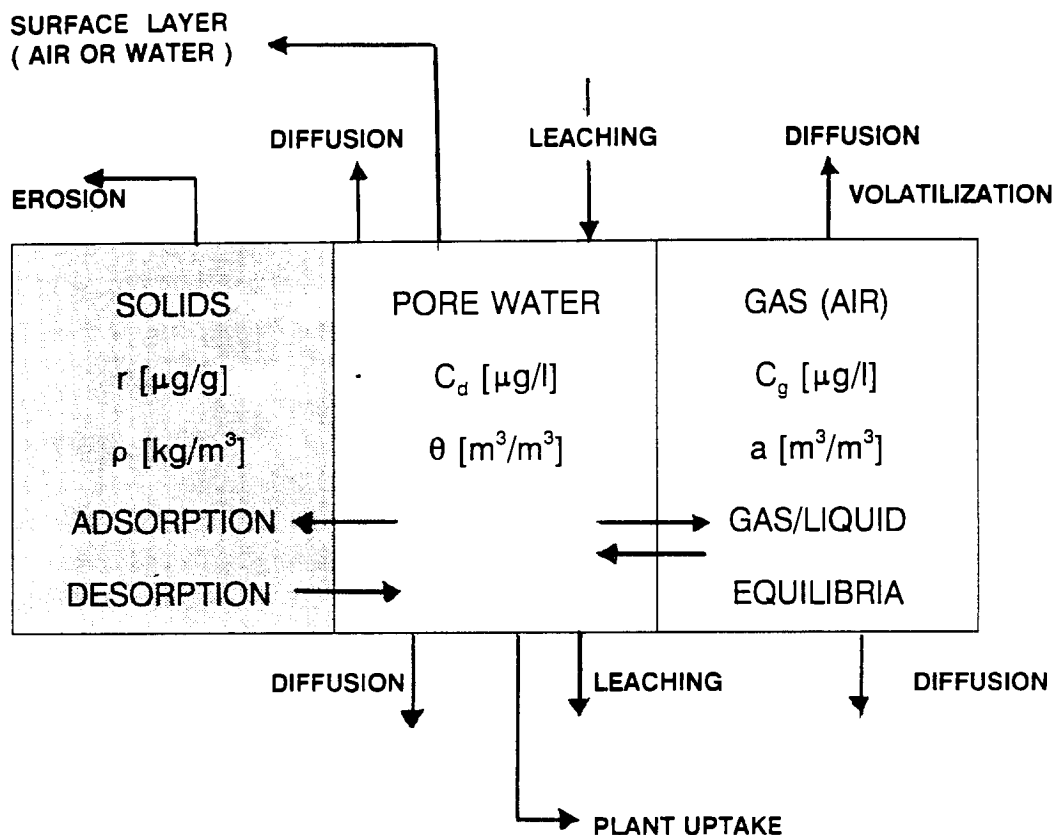 SURFACE LAYER
( AIR OR WATER )
DIFFUSION
LEACHING
DIFFUSION
EROSION
VOLATILIZATION
SOLIDS
PORE WATER
GAS (AIR)
r [µg/g]
C_d [µg/l]
C_g [µg/l]
ρ [kg/m³]
θ [m³/m³]
a [m³/m³]
ADSORPTION
GAS/LIQUID
DESORPTION
EQUILIBRIA
DIFFUSION
LEACHING
DIFFUSION
PLANT UPTAKE